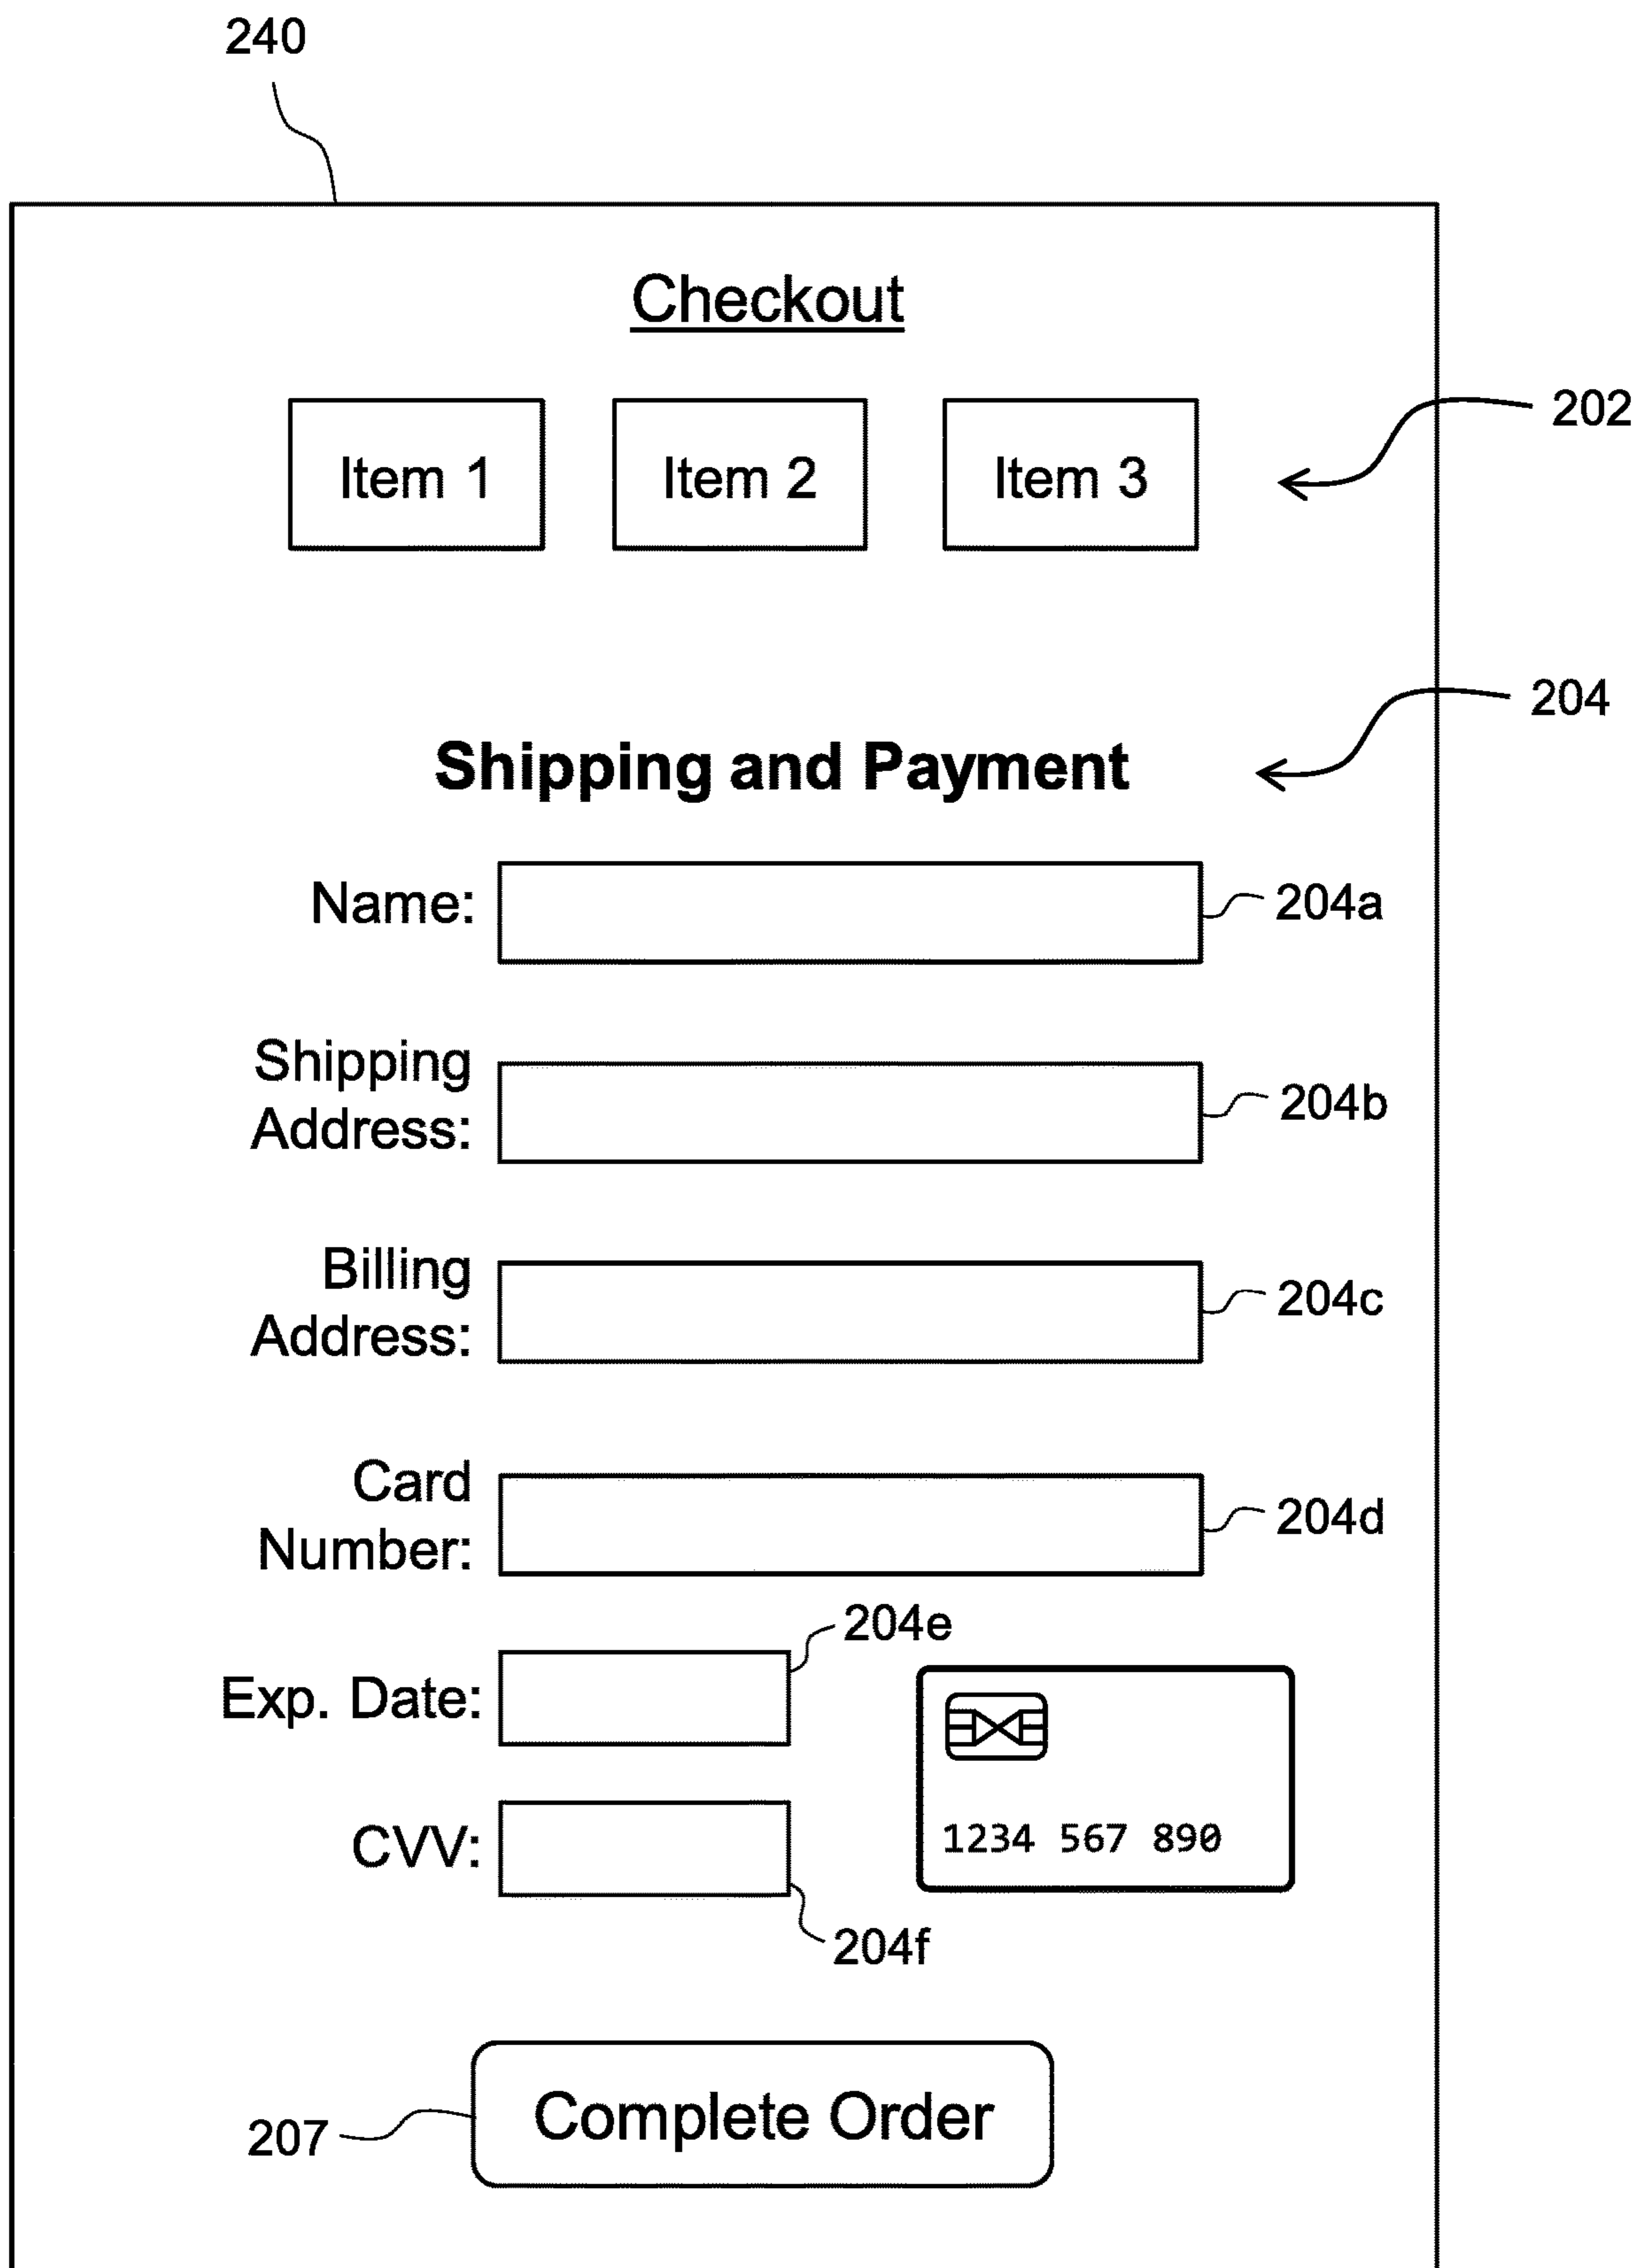 240
Checkout
Item 1 Item 2 Item 3
202
204
Shipping and Payment
Name:
204a
Shipping
Address:
204b
Billing
Address:
204c
Card
Number:
204d
204e
Exp. Date:
1234 567 890
CVV:
204f
Complete Order
207